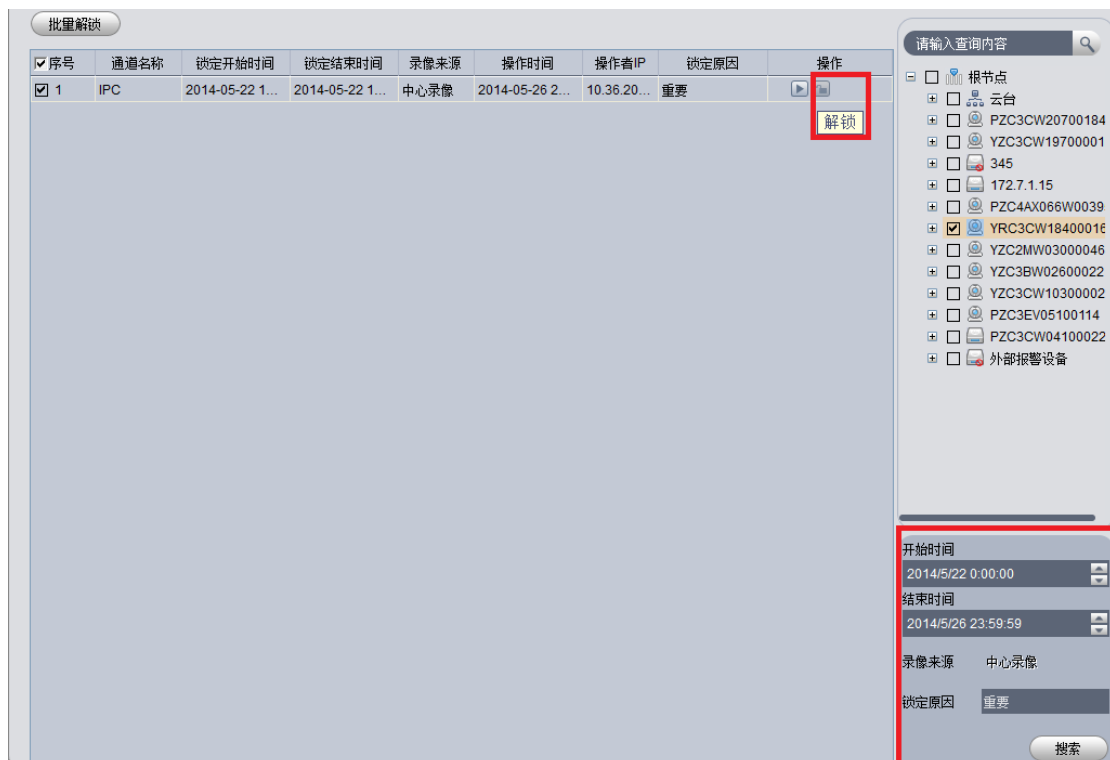 批量解锁
序号 通道名称 锁定开始时间 锁定结束时间 录像来源 操作时间 操作者IP 锁定原因 操作
1 IPC 2014-05-22 1... 2014-05-22 1... 中心录像 2014-05-26 2... 10.36.20... 重要
解锁
请输入查询内容
根节点
云台
PZC3CW20700184
YZC3CW19700001
345
172.7.1.15
PZC4AX066W0039
YRC3CW18400016
YZC2MW03000046
YZC3BW02600022
YZC3CW10300002
PZC3EV05100114
PZC3CW04100022
外部报警设备
开始时间
2014/5/22 0:00:00
结束时间
2014/5/26 23:59:59
录像来源 中心录像
锁定原因 重要
搜索